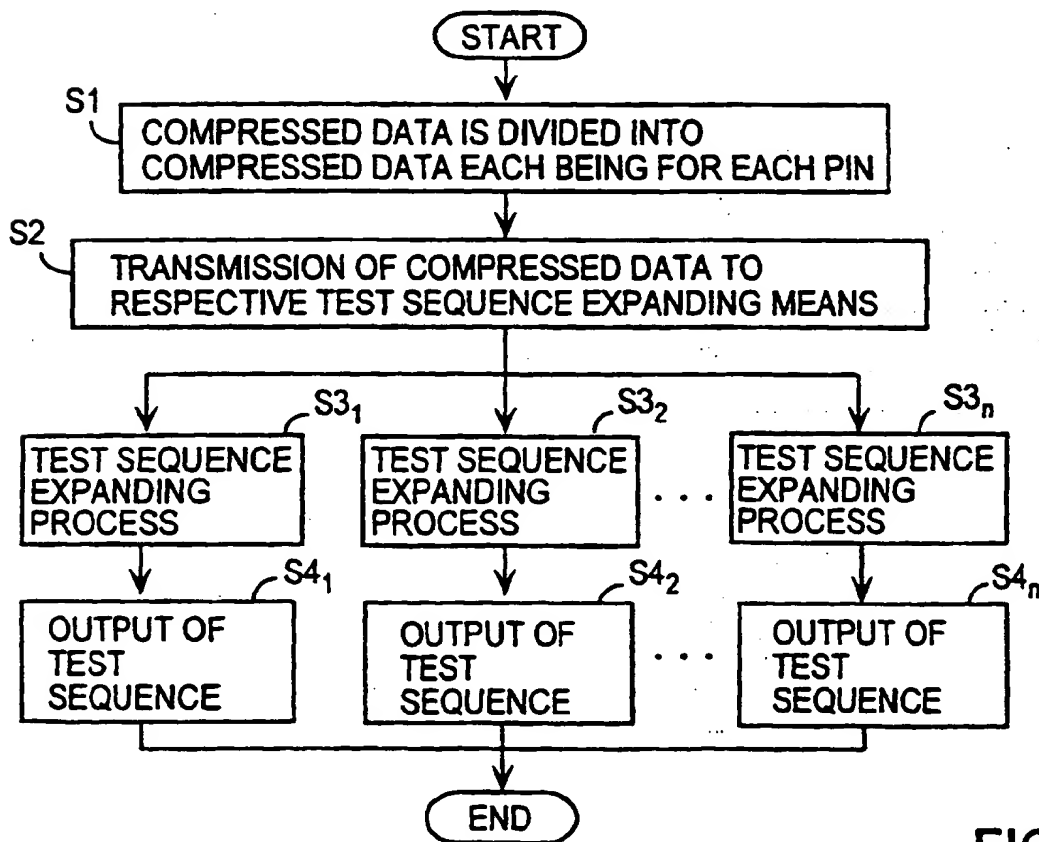 START
S1
COMPRESSED DATA IS DIVIDED INTO
COMPRESSED DATA EACH BEING FOR EACH PIN
S2
TRANSMISSION OF COMPRESSED DATA TO
RESPECTIVE TEST SEQUENCE EXPANDING MEANS
S3₁
TEST SEQUENCE
EXPANDING
PROCESS
S3₂
TEST SEQUENCE
EXPANDING
PROCESS
. . .
S3ₙ
TEST SEQUENCE
EXPANDING
PROCESS
S4₁
OUTPUT OF
TEST
SEQUENCE
S4₂
OUTPUT OF
TEST
SEQUENCE
. . .
S4ₙ
OUTPUT OF
TEST
SEQUENCE
END